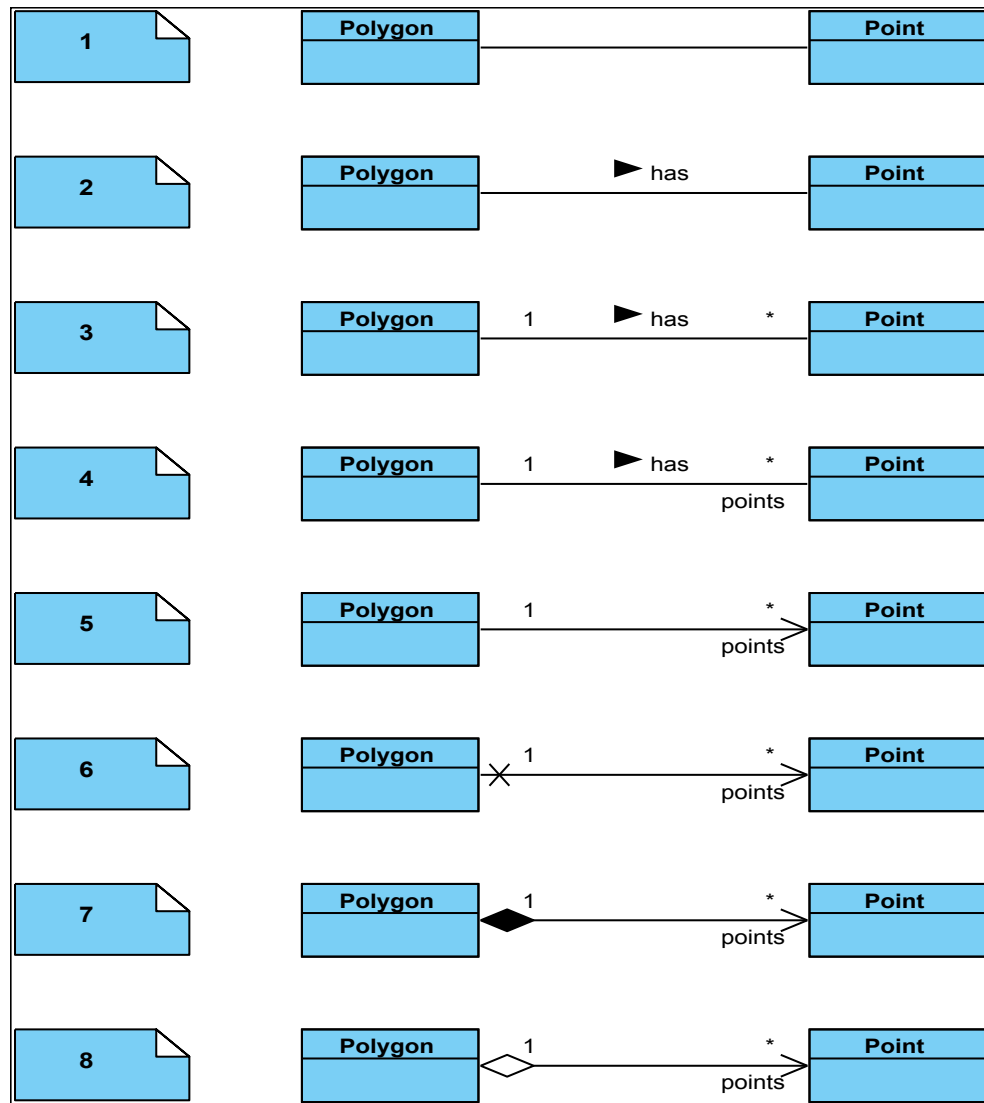 1 Polygon Point
2 Polygon has Point
3 Polygon 1 has * Point
4 Polygon 1 has * Point
points
5 Polygon 1 * Point
points
6 Polygon 1 * Point
points
7 Polygon 1 * Point
points
8 Polygon 1 * Point
points